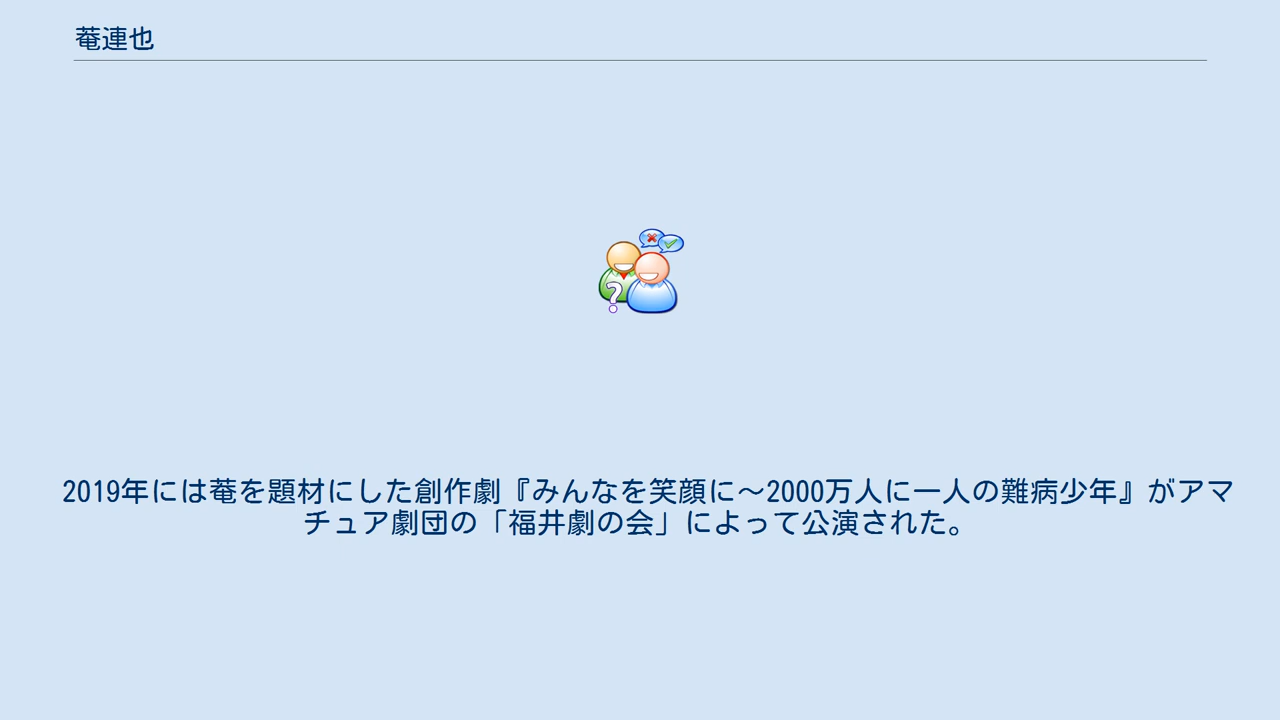 菴連也
2019年には菴を題材にした創作劇『みんなを笑顔に〜2000万人に一人の難病少年』がアマ
チュア劇団の「福井劇の会」によって公演された。